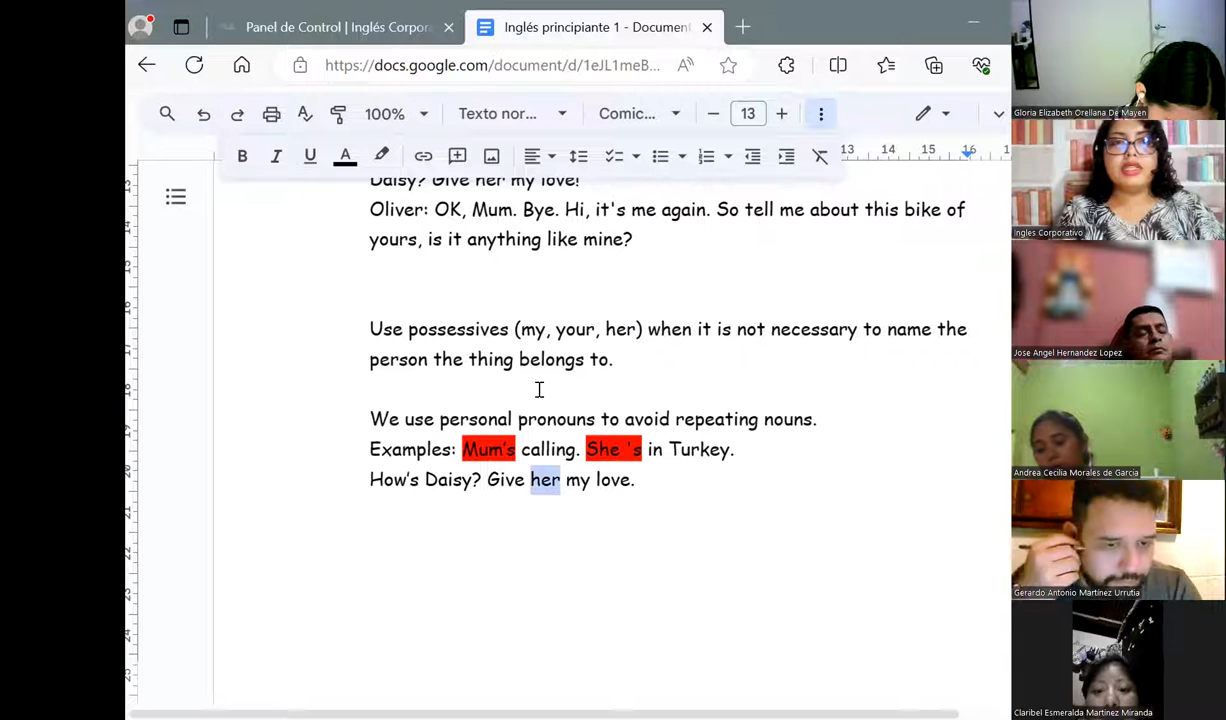 Panel de Control | Inglés Corpor
Inglés principiante 1 - Document
https://docs.google.com/document/d/1eJL1meB...
100%
Texto nor...
Comic...
13
13 14 15 16
Daisy? Give her my love!
Oliver: OK, Mum. Bye. Hi, it's me again. So tell me about this bike of
yours, is it anything like mine?
Use possessives (my, your, her) when it is not necessary to name the
person the thing belongs to.
We use personal pronouns to avoid repeating nouns.
Examples: Mum's calling. She 's in Turkey.
How's Daisy? Give her my love.
Gloria Elizabeth Orellana De Mayen
Ingles Corporativo
Jose Angel Hernandez Lopez
Andrea Cecilia Morales de Garcia
Gerardo Antonio Martínez Urrutia
Claribel Esmeralda Martinez Miranda